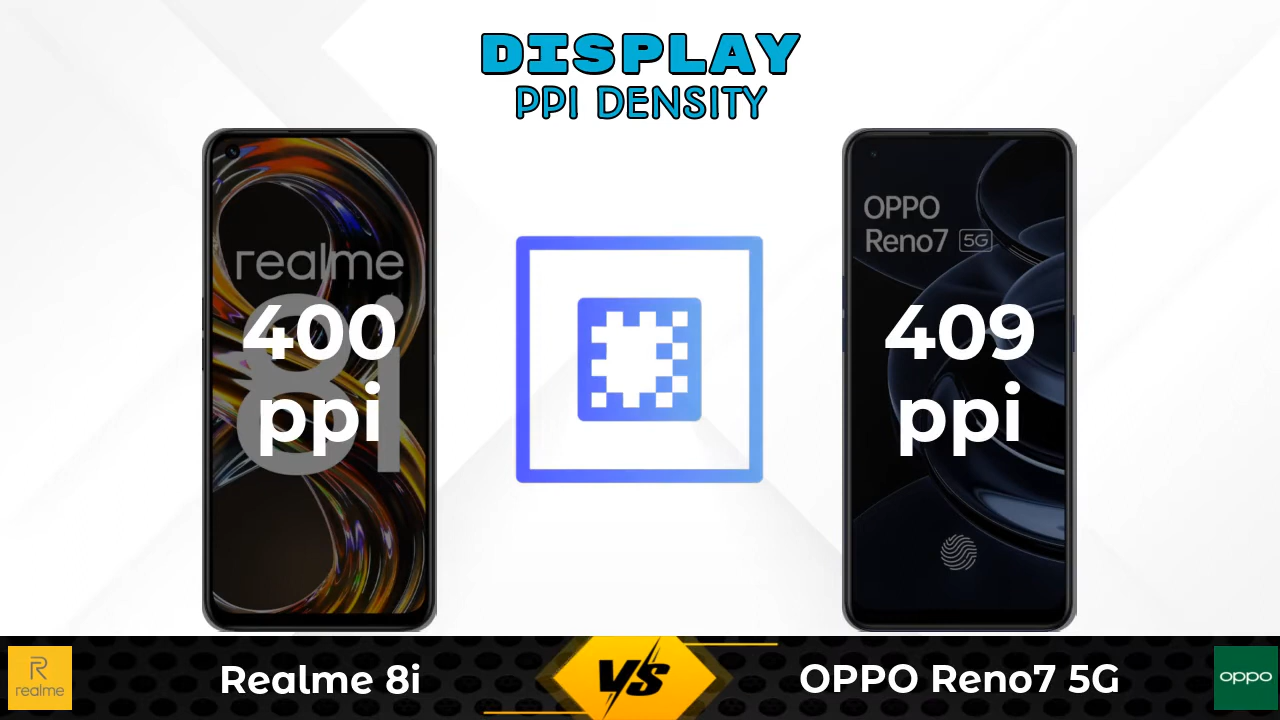 DISPLAY
PPI DENSITY
realme
8i
400
ppi
OPPO
Reno7 5G
409
ppi
R
realme
Realme 8i
VS
OPPO Reno7 5G
oppo